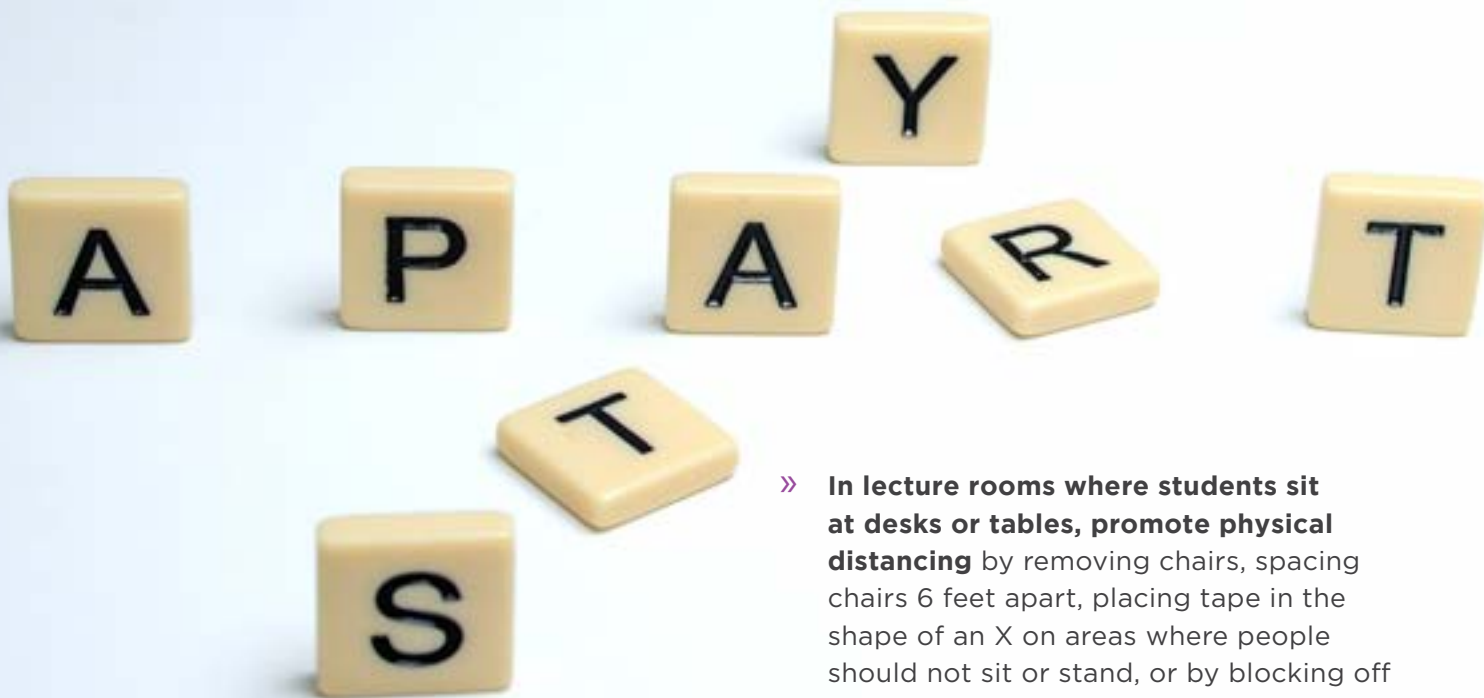 Y
A P A R T
T
S
» In lecture rooms where students sit
at desks or tables, promote physical
distancing by removing chairs, spacing
chairs 6 feet apart, placing tape in the
shape of an X on areas where people
should not sit or stand, or by blocking off